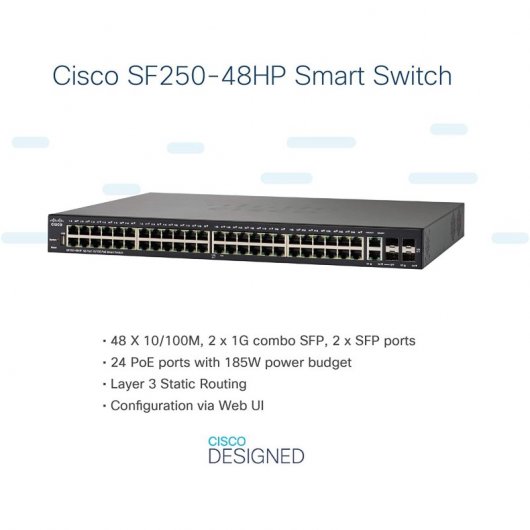 Cisco SF250-48HP Smart Switch
CISCO
• 48 X 10/100M, 2 x 1G combo SFP, 2 x SFP ports
• 24 PoE ports with 185W power budget
• Layer 3 Static Routing
• Configuration via Web UI
CISCO
DESIGNED